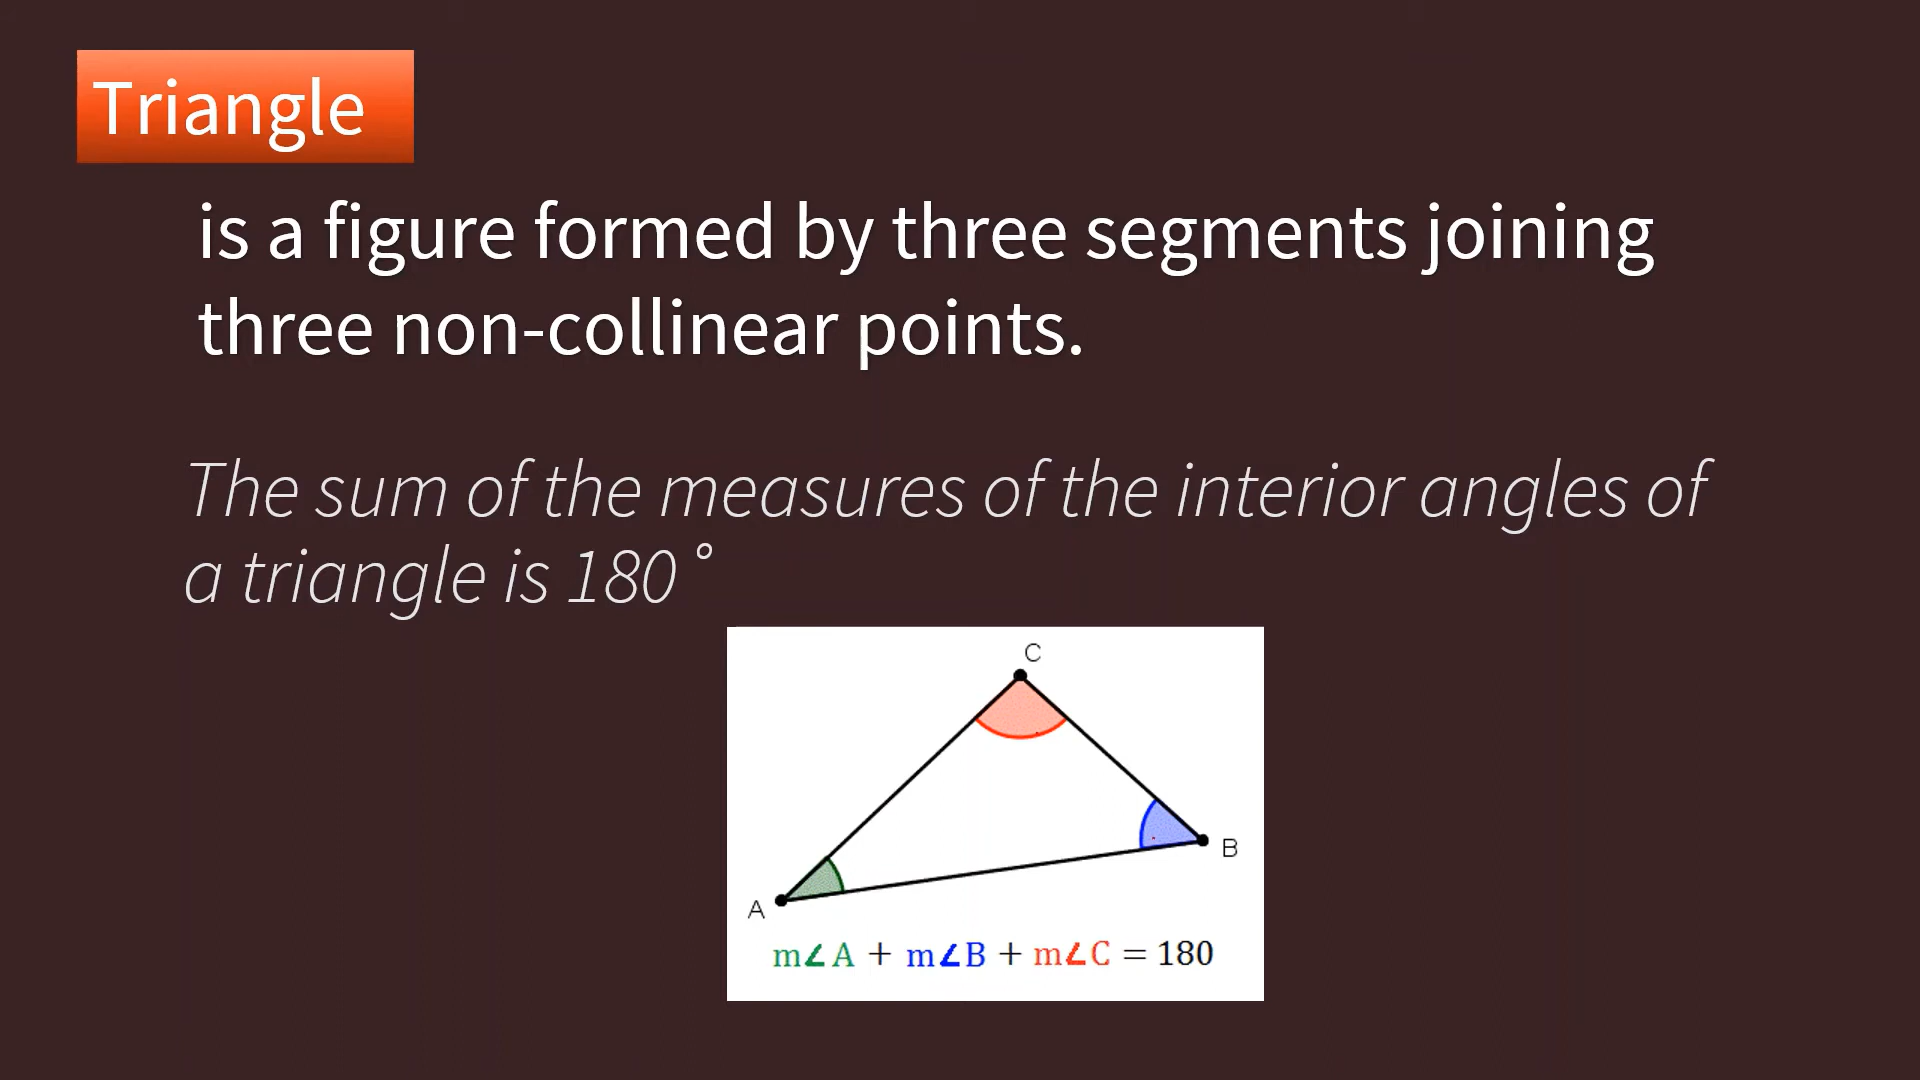 Triangle
is a figure formed by three segments joining
three non-collinear points.
The sum of the measures of the interior angles of
a triangle is 180°
C
B
A
m∠A + m∠B + m∠C = 180